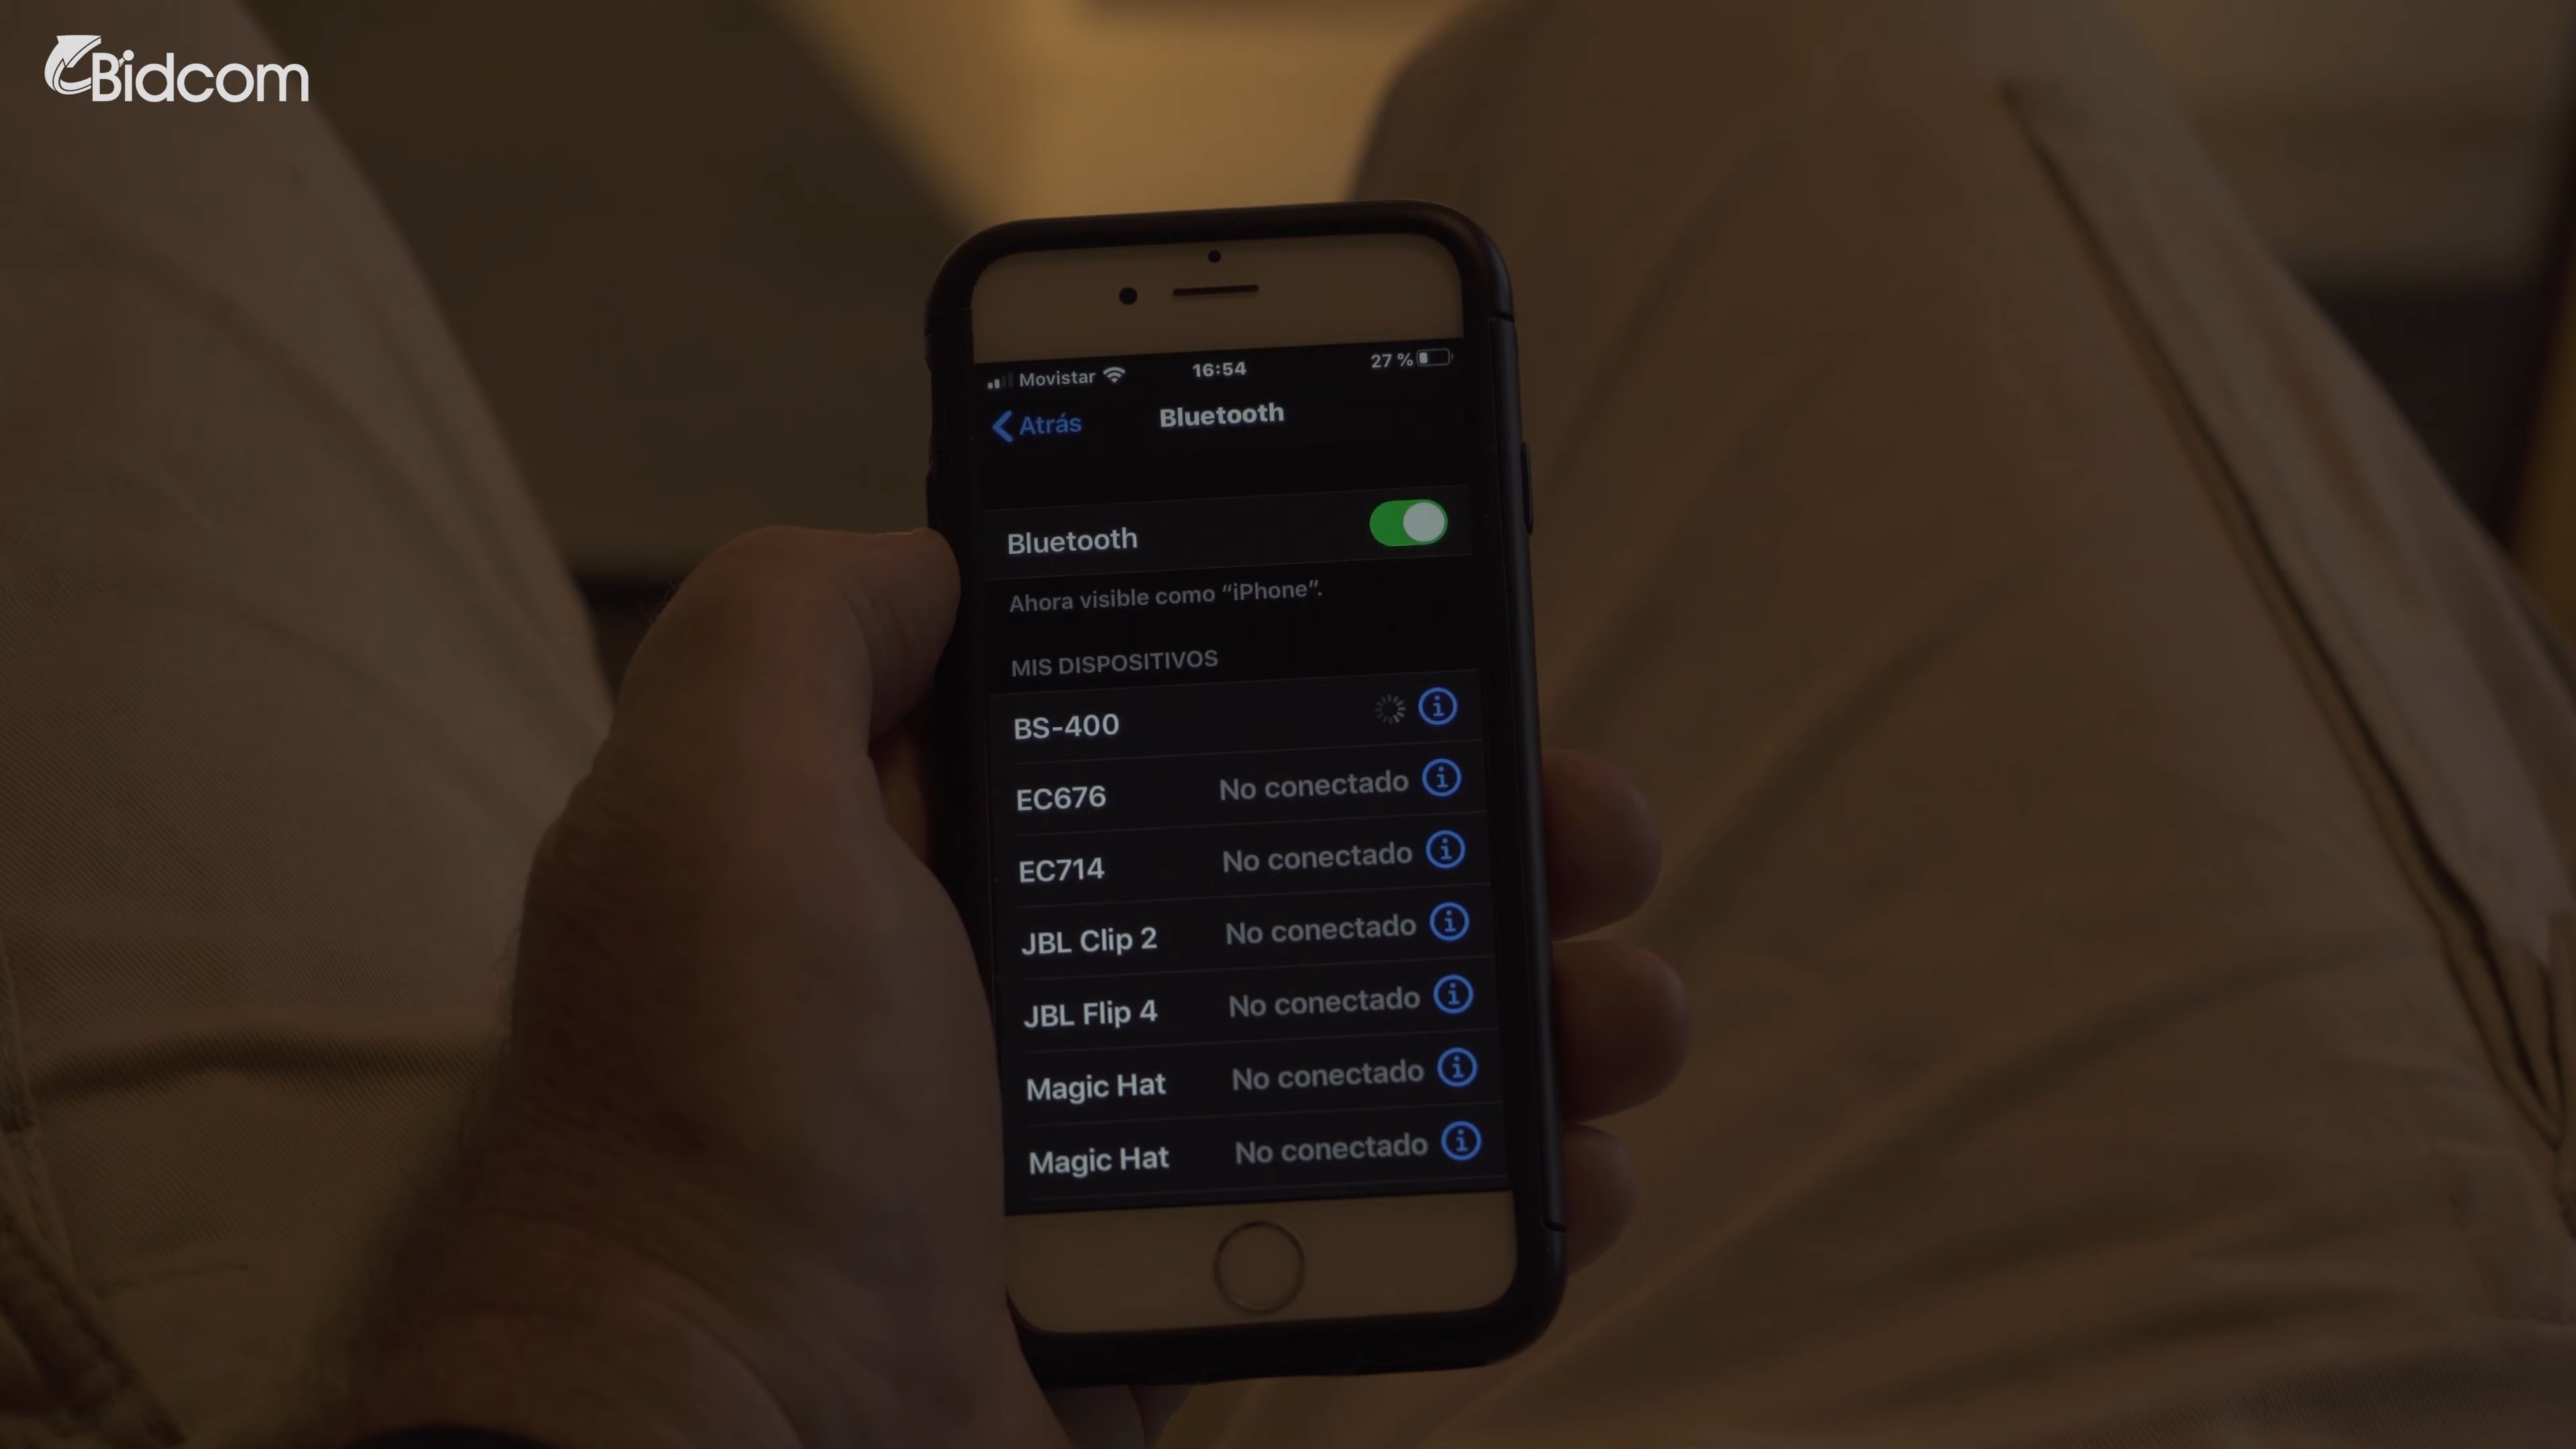 Bidcom
Movistar 16:54 27 %
Atrás Bluetooth
Bluetooth
Ahora visible como “iPhone”.
MIS DISPOSITIVOS
BS-400
EC676 No conectado
EC714 No conectado
JBL Clip 2 No conectado
JBL Flip 4 No conectado
Magic Hat No conectado
Magic Hat No conectado